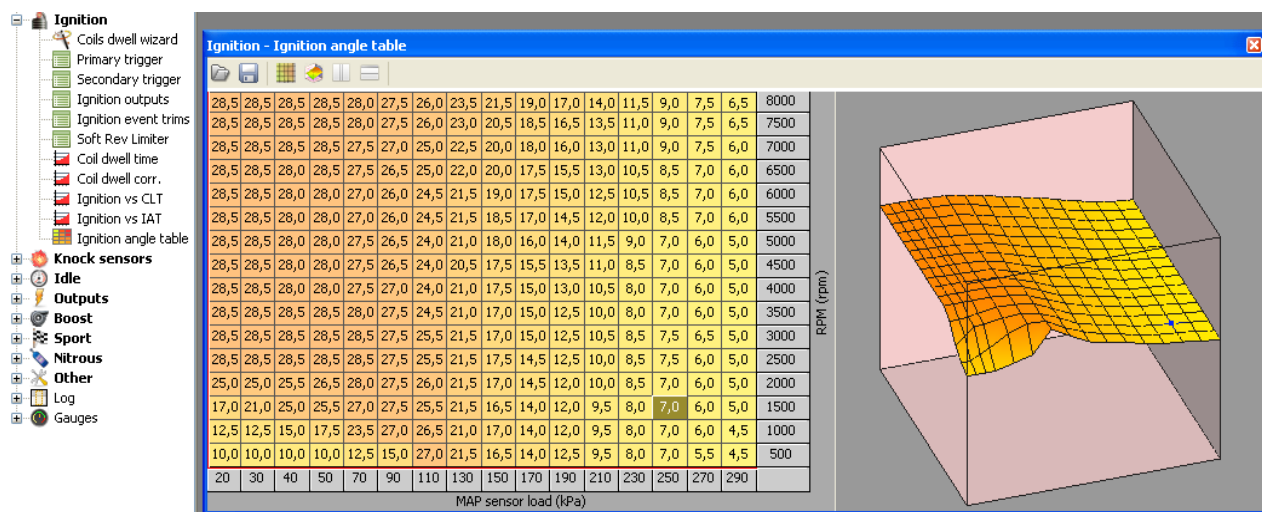 Ignition
Coils dwell wizard
Primary trigger
Secondary trigger
Ignition outputs
Ignition event trims
Soft Rev Limiter
Coil dwell time
Coil dwell corr.
Ignition vs CLT
Ignition vs IAT
Ignition angle table
Knock sensors
Idle
Outputs
Boost
Sport
Nitrous
Other
Log
Gauges
Ignition - Ignition angle table
28,5 28,5 28,5 28,5 28,0 27,5 26,0 23,5 21,5 19,0 17,0 14,0 11,5 9,0 7,5 6,5 8000
28,5 28,5 28,5 28,5 28,0 27,5 26,0 23,0 20,5 18,5 16,5 13,5 11,0 9,0 7,5 6,5 7500
28,5 28,5 28,5 28,5 27,5 27,0 25,0 22,5 20,0 18,0 16,0 13,0 11,0 9,0 7,5 6,0 7000
28,5 28,5 28,5 28,0 27,5 26,5 25,0 22,0 20,0 17,5 15,5 13,0 10,5 8,5 7,0 6,0 6500
28,5 28,5 28,0 28,0 27,0 26,0 24,5 21,5 19,0 17,5 15,0 12,5 10,5 8,5 7,0 6,0 6000
28,5 28,5 28,0 28,0 27,0 26,0 24,5 21,5 18,5 17,0 14,5 12,0 10,0 8,5 7,0 6,0 5500
28,5 28,5 28,0 28,0 27,5 26,5 24,0 21,0 18,0 16,0 14,0 11,5 9,0 7,0 6,0 5,0 5000
28,5 28,5 28,0 28,0 27,5 26,5 24,0 20,5 17,5 15,5 13,5 11,0 8,5 7,0 6,0 5,0 4500
28,5 28,5 28,5 28,0 27,5 27,0 24,0 21,0 17,5 15,0 13,0 10,5 8,0 7,0 6,0 5,0 4000
28,5 28,5 28,5 28,5 28,0 27,0 24,5 21,0 17,5 15,0 12,5 10,0 8,0 7,0 6,0 5,0 3500
28,5 28,5 28,5 28,5 28,0 27,5 25,5 21,5 17,0 15,0 12,5 10,5 8,5 7,5 6,5 5,0 3000
28,5 28,5 28,5 28,5 28,5 27,5 25,5 21,5 17,5 14,5 12,5 10,0 8,5 7,5 6,0 5,0 2500
25,0 25,0 25,5 26,5 28,0 27,5 26,0 21,5 17,0 14,5 12,0 10,0 8,5 7,0 6,0 5,0 2000
17,0 21,0 25,0 25,5 27,0 27,5 25,5 21,5 16,5 14,0 12,0 9,5 8,0 7,0 6,0 5,0 1500
12,5 12,5 15,0 17,5 23,5 27,0 26,5 21,0 17,0 14,0 12,0 9,5 8,0 7,0 6,0 4,5 1000
10,0 10,0 10,0 10,0 12,5 15,0 27,0 21,5 16,5 14,0 12,5 9,5 8,0 7,0 5,5 4,5 500
20 30 40 50 70 90 110 130 150 170 190 210 230 250 270 290
MAP sensor load (kPa)
RPM (rpm)